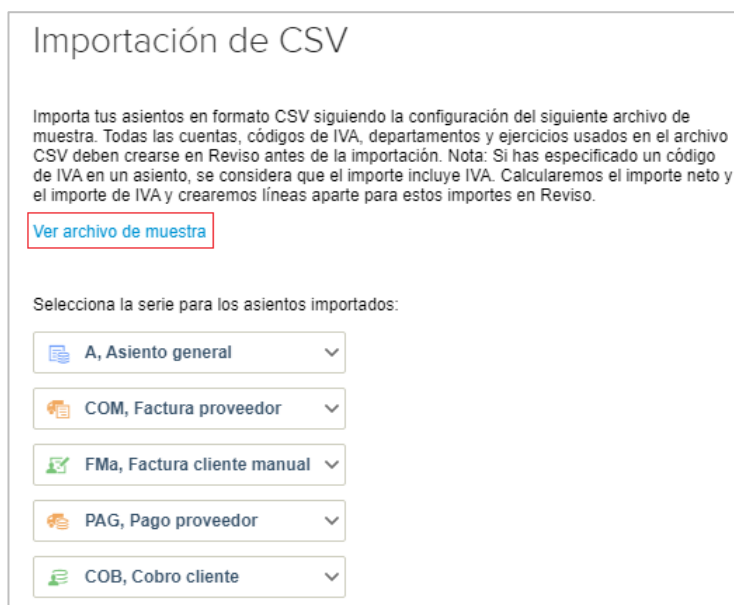 Importación de CSV
Importa tus asientos en formato CSV siguiendo la configuración del siguiente archivo de
muestra. Todas las cuentas, códigos de IVA, departamentos y ejercicios usados en el archivo
CSV deben crearse en Reviso antes de la importación. Nota: Si has especificado un código
de IVA en un asiento, se considera que el importe incluye IVA. Calcularemos el importe neto y
el importe de IVA y crearemos líneas aparte para estos importes en Reviso.
Ver archivo de muestra
Selecciona la serie para los asientos importados:
A, Asiento general
COM, Factura proveedor
FMa, Factura cliente manual
PAG, Pago proveedor
COB, Cobro cliente